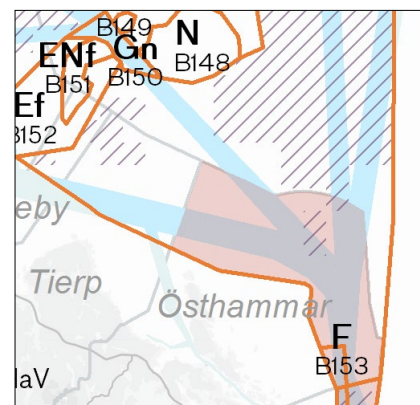 B149
N
Gn
ENf
B148
B150
B151
Ef
B152
eby
Tierp
Östhammar
F
B153
laV